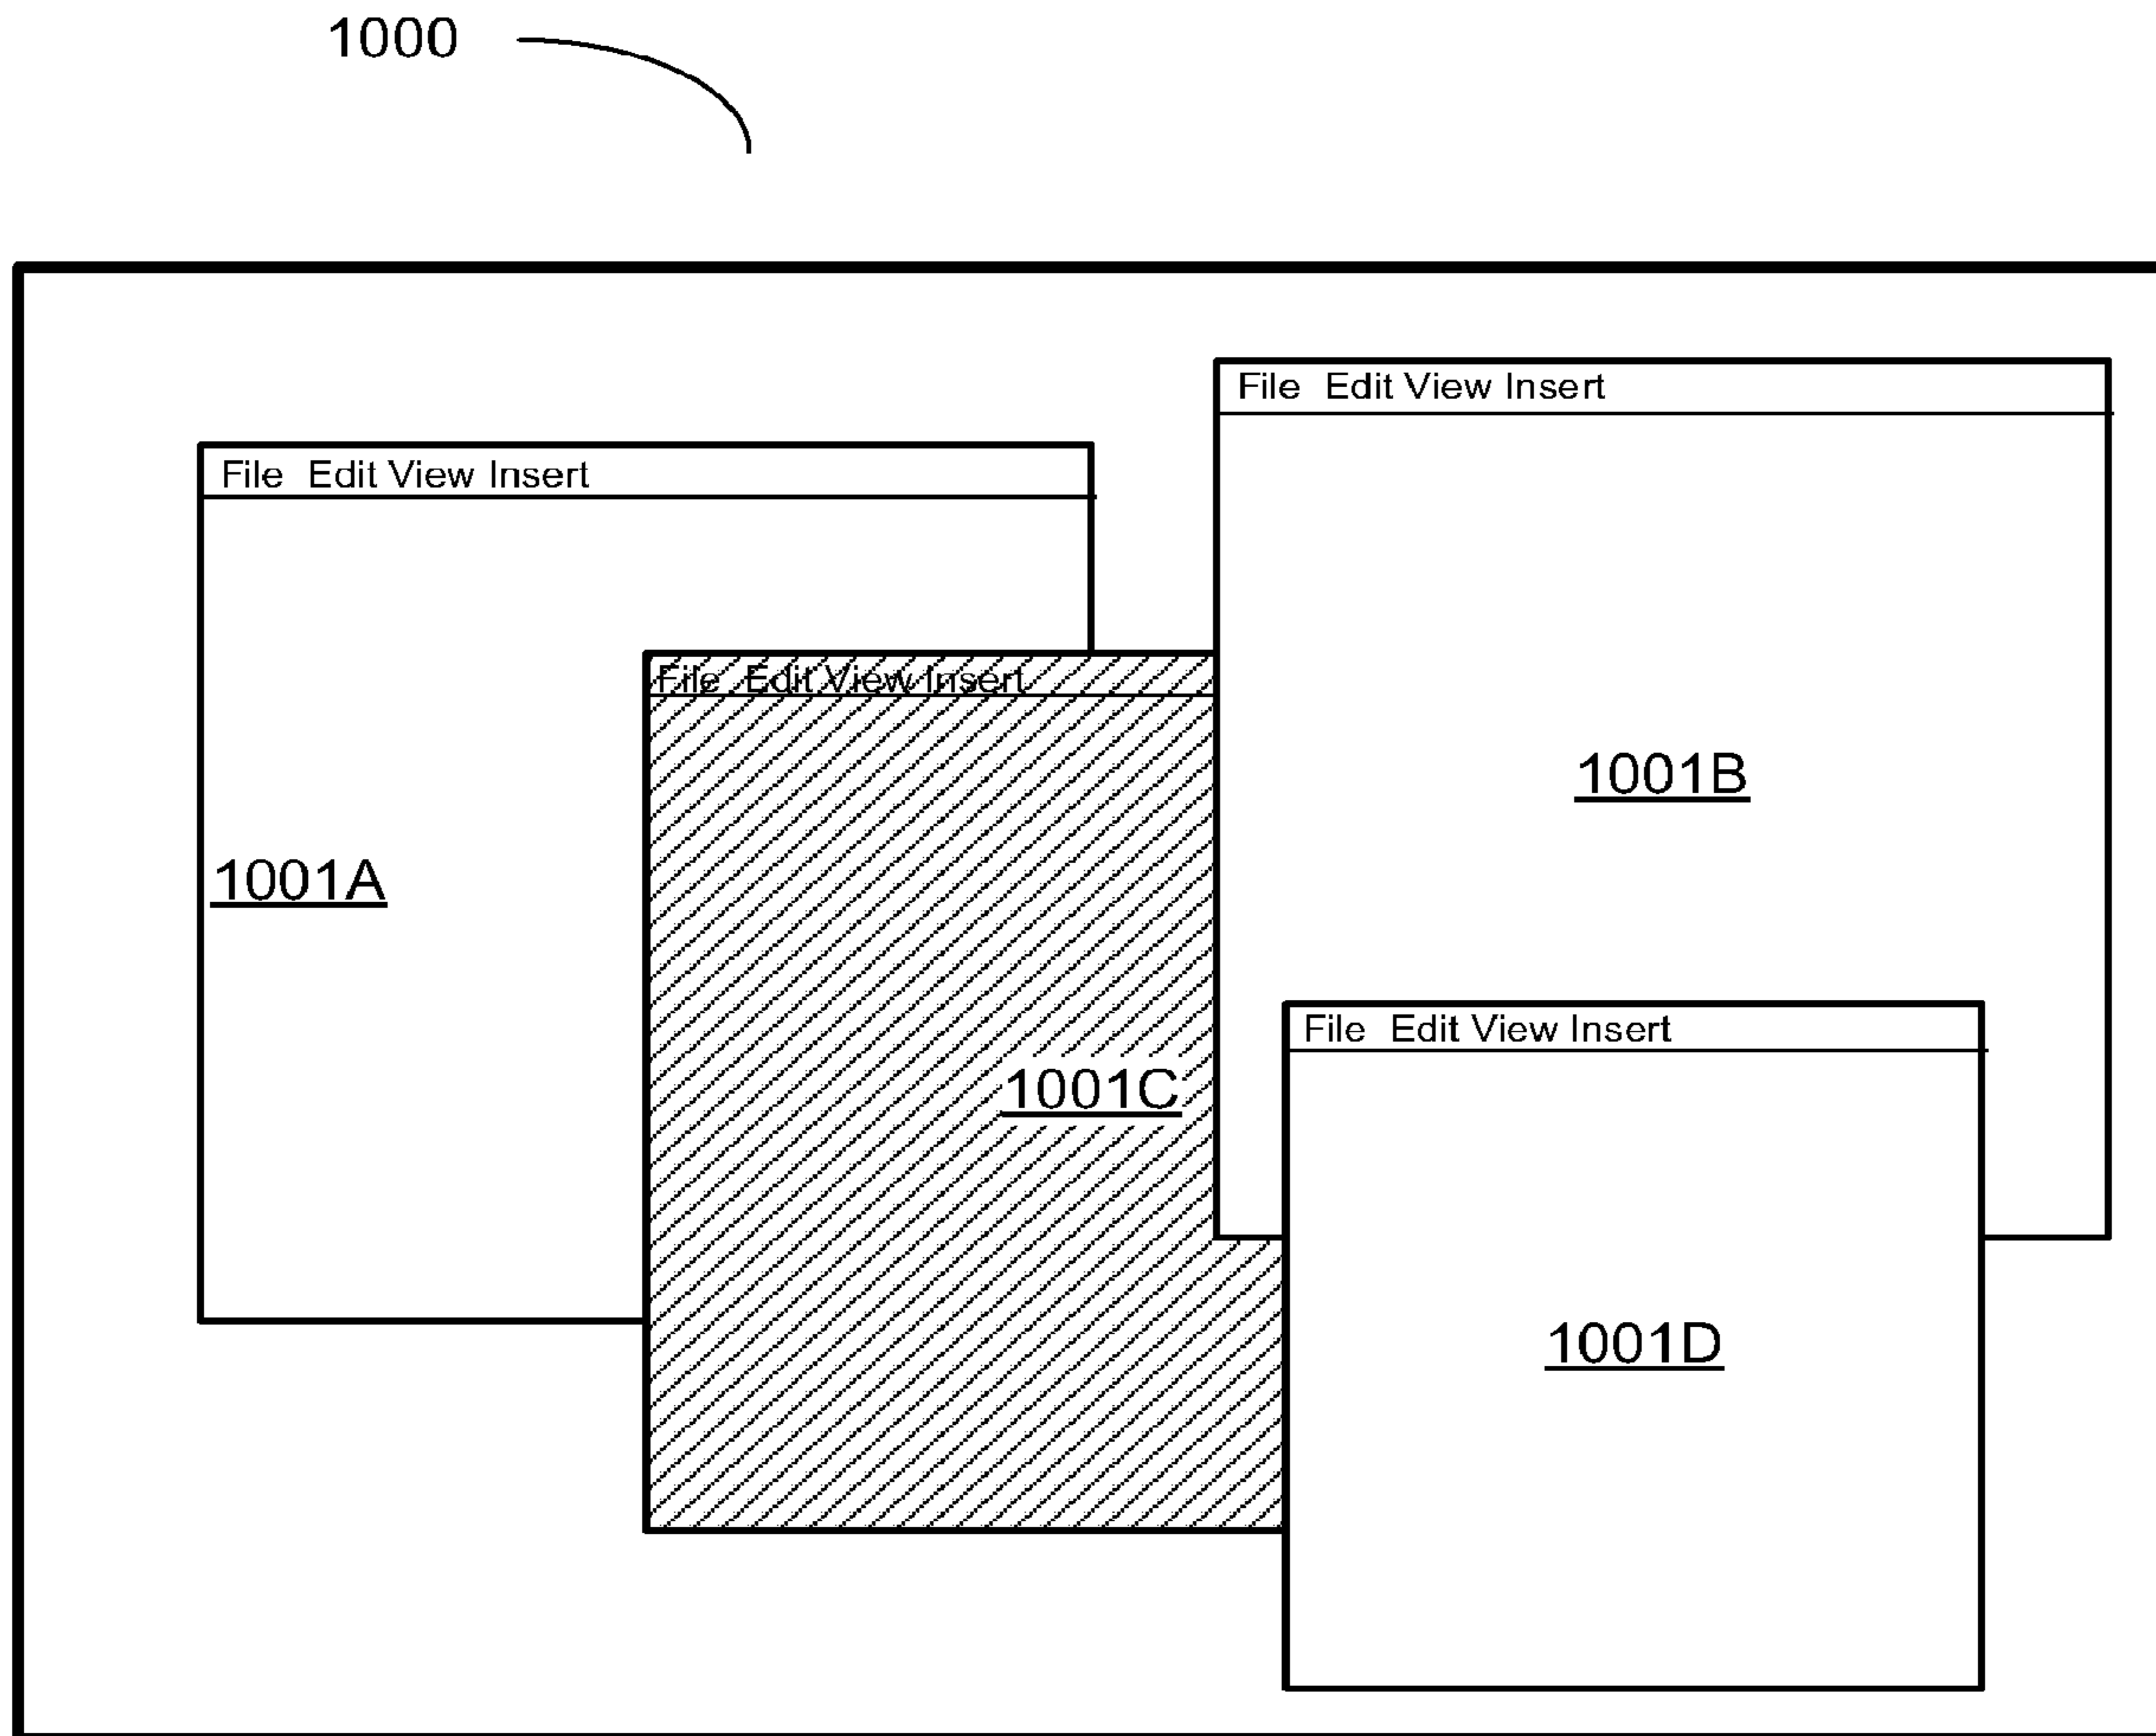 1000
File Edit View Insert
File Edit View Insert
File Edit View Insert
1001B
1001A
File Edit View Insert
1001C
1001D